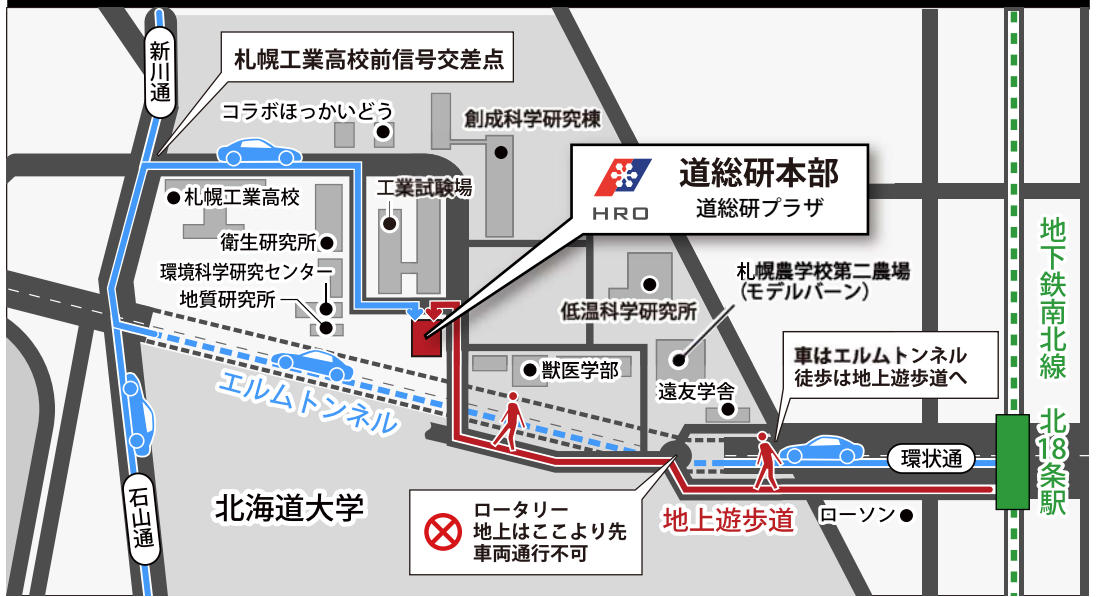 新川通
札幌工業高校前信号交差点
コラボほっかいどう
創成科学研究棟
HRO
道総研本部
道総研プラザ
工業試験場
札幌工業高校
衛生研究所
環境科学研究センター
地質研究所
低温科学研究所
札幌農学校第二農場
(モデルバーン)
地下鉄南北線 北18条駅
車はエルムトンネル
徒歩は地上遊歩道へ
獣医学部
遠友学舎
エルムトンネル
環状通
石山通
北海道大学
ロータリー
地上はここより先
車両通行不可
地上遊歩道
ローソン